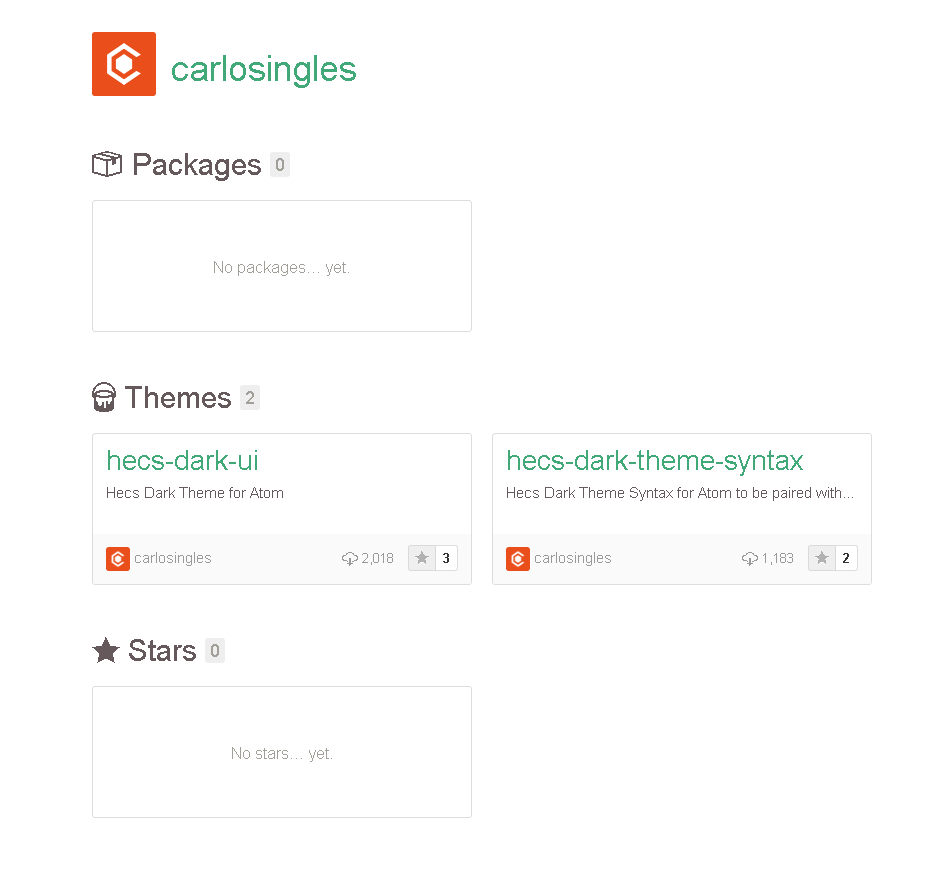 carlosingles
Packages 0
No packages… yet.
Themes 2
hecs-dark-ui
Hecs Dark Theme for Atom
carlosingles 2,018 3
hecs-dark-theme-syntax
Hecs Dark Theme Syntax for Atom to be paired with...
carlosingles 1,183 2
Stars 0
No stars… yet.